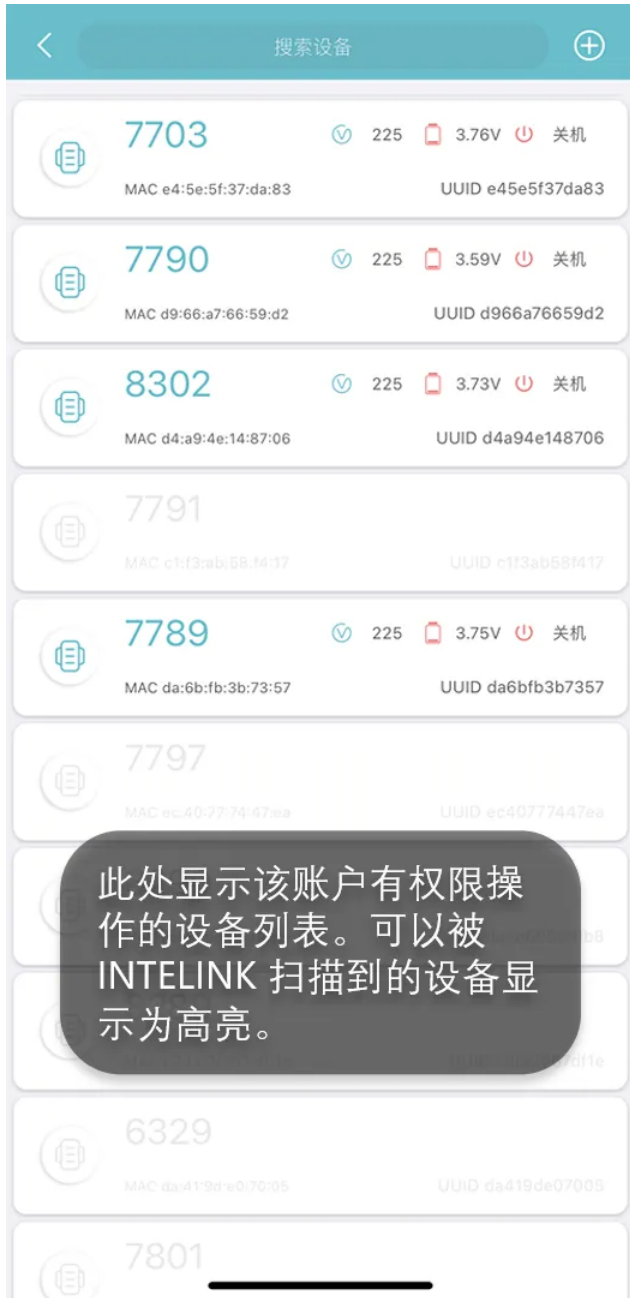 搜索设备
7703 225 3.76V 关机
MAC e4:5e:5f:37:da:83 UUID e45e5f37da83
7790 225 3.59V 关机
MAC d9:66:a7:66:59:d2 UUID d966a76659d2
8302 225 3.73V 关机
MAC d4:a9:4e:14:87:06 UUID d4a94e148706
7791
MAC c1:f3:ab:58:f4:17 UUID c1f3ab58f417
7789 225 3.75V 关机
MAC da:6b:fb:3b:73:57 UUID da6bfb3b7357
7797
MAC ec:40:77:74:47:ea UUID ec40777447ea
此处显示该账户有权限操
作的设备列表。可以被
INTELINK 扫描到的设备显
示为高亮。
6329
MAC da:41:9d:e0:70:05 UUID da419de07005
7801